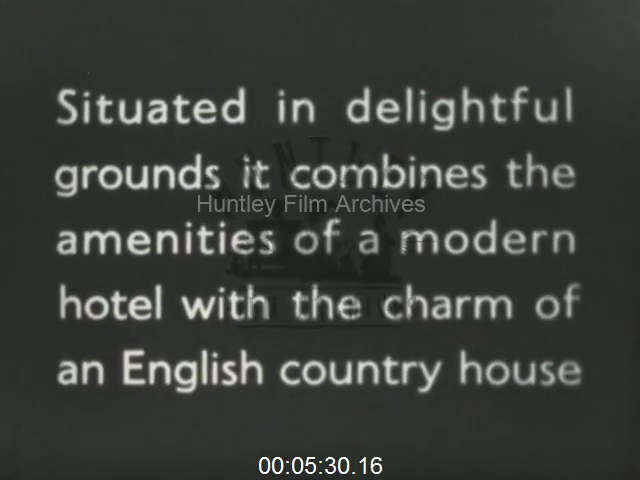 Situated in delightful
grounds it combines the
Huntley Film Archives
amenities of a modern
hotel with the charm of
an English country house
00:05:30.16